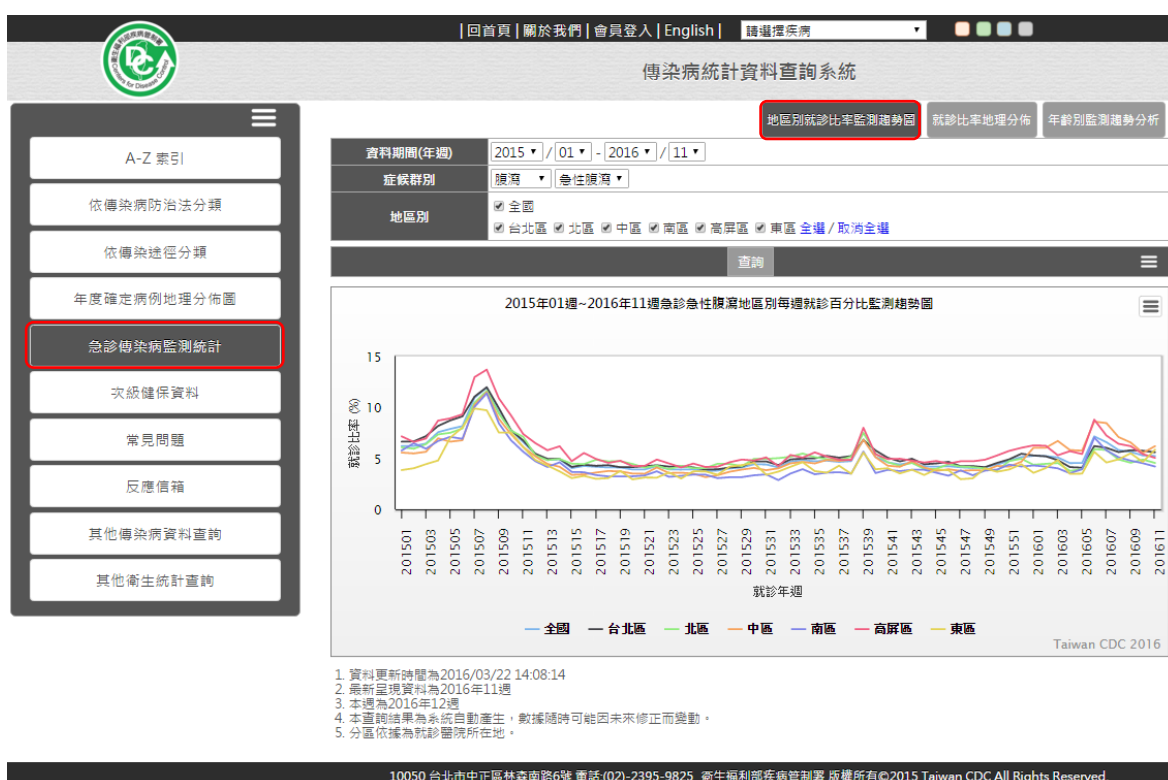 |回首頁|關於我們|會員登入|English| 請選擇疾病
傳染病統計資料查詢系統
地區別就診比率監測趨勢圖 就診比率地理分佈 年齡別監測趨勢分析
A-Z 索引
依傳染病防治法分類
依傳染途徑分類
年度確定病例地理分佈圖
急診傳染病監測統計
次級健保資料
常見問題
反應信箱
其他傳染病資料查詢
其他衛生統計查詢
資料期間(年週) 2015 / 01 - 2016 / 11
症候群別 腹瀉 急性腹瀉
地區別 全國
台北區 北區 中區 南區 高屏區 東區 全選 / 取消全選
查詢
2015年01週~2016年11週急診急性腹瀉地區別每週就診百分比監測趨勢圖
就診比率 (%)
15
10
5
0
201501 201503 201505 201507 201509 201511 201513 201515 201517 201519 201521 201523 201525 201527 201529 201531 201533 201535 201537 201539 201541 201543 201545 201547 201549 201551 201601 201603 201605 201607 201609 201611
就診年週
全國 台北區 北區 中區 南區 高屏區 東區
Taiwan CDC 2016
1. 資料更新時間為2016/03/22 14:08:14
2. 最新呈現資料為2016年11週
3. 本週為2016年12週
4. 本查詢結果為系統自動產生，數據隨時可能因未來修正而變動。
5. 分區依據為就診醫院所在地。
10050 台北市中正區林森南路6號 電話:(02)-2395-9825 衛生福利部疾病管制署 版權所有©2015 Taiwan CDC All Rights Reserved